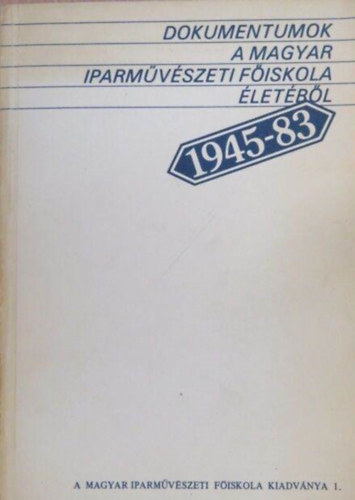 DOKUMENTUMOK
A MAGYAR
IPARMŰVÉSZETI FŐISKOLA
ÉLETÉBŐL
1945-83
A MAGYAR IPARMŰVÉSZETI FŐISKOLA KIADVÁNYA 1.